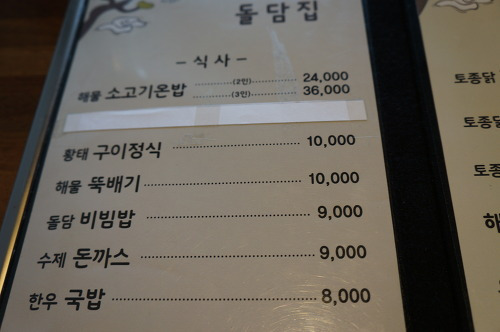 돌담집
- 식사 -
해물 소고기온밥 (2인) 24,000
(3인) 36,000
황태 구이정식 10,000
해물 뚝배기 10,000
돌담 비빔밥 9,000
수제 돈까스 9,000
한우 국밥 8,000
토종닭
토종닭
토
해